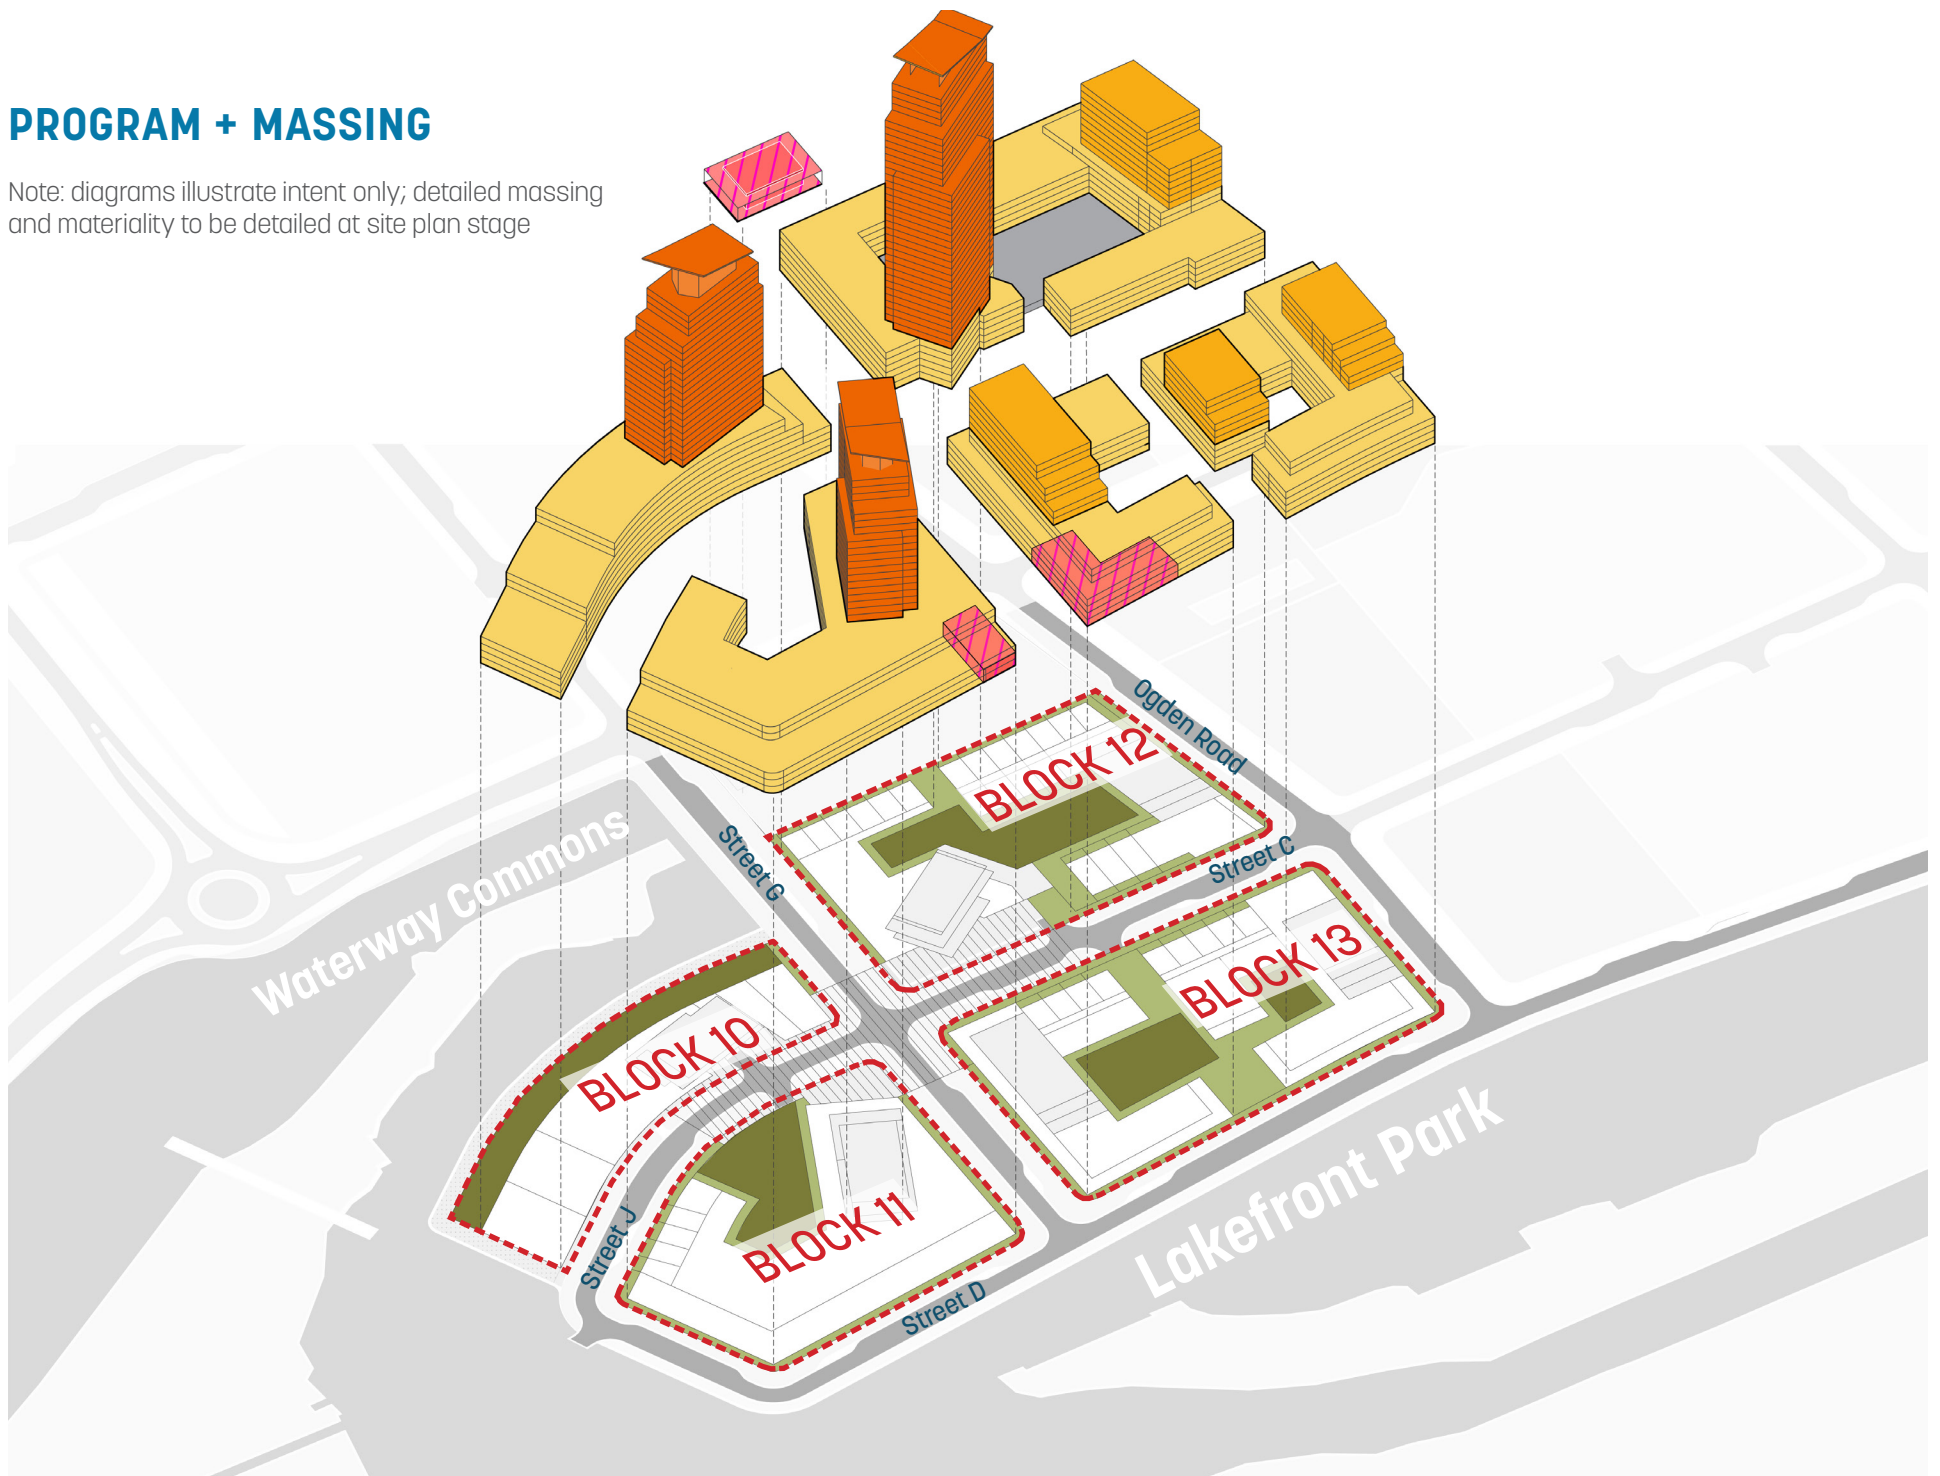 PROGRAM + MASSING
Note: diagrams illustrate intent only; detailed massing
and materiality to be detailed at site plan stage
Ogden Road
BLOCK 12
Street G
Street C
Waterway Commons
BLOCK 13
BLOCK 10
Lakefront Park
BLOCK 11
Street J
Street D